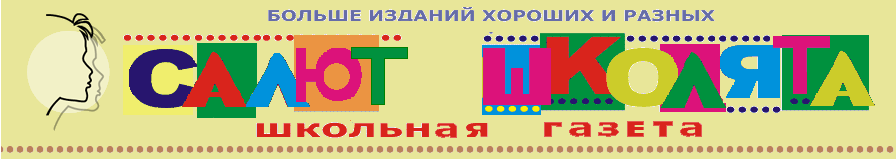 БОЛЬШЕ ИЗДАНИЙ ХОРОШИХ И РАЗНЫХ
САЛЮТ ШКОЛЯТА
ШКОЛЬНАЯ ГАЗЕТА